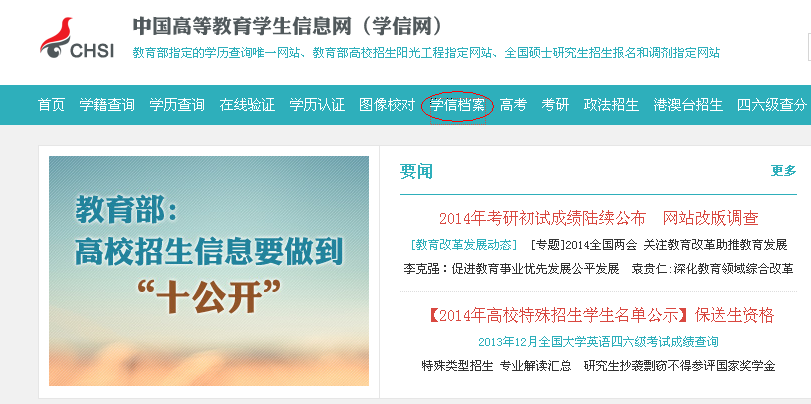 CHSI
中国高等教育学生信息网（学信网）
教育部指定的学历查询唯一网站、教育部高校招生阳光工程指定网站、全国硕士研究生招生报名和调剂指定网站
首页 学籍查询 学历查询 在线验证 学历认证 图像校对 学信档案 高考 考研 政法招生 港澳台招生 四六级查分
教育部：
高校招生信息要做到
“十公开”
要闻 更多
2014年考研初试成绩陆续公布 网站改版调查
[教育改革发展动态] [专题]2014全国两会 关注教育改革助推教育发展
李克强：促进教育事业优先发展公平发展 袁贵仁:深化教育领域综合改革
【2014年高校特殊招生学生名单公示】保送生资格
2013年12月全国大学英语四六级考试成绩查询
特殊类型招生 专业解读汇总 研究生抄袭剽窃不得参评国家奖学金